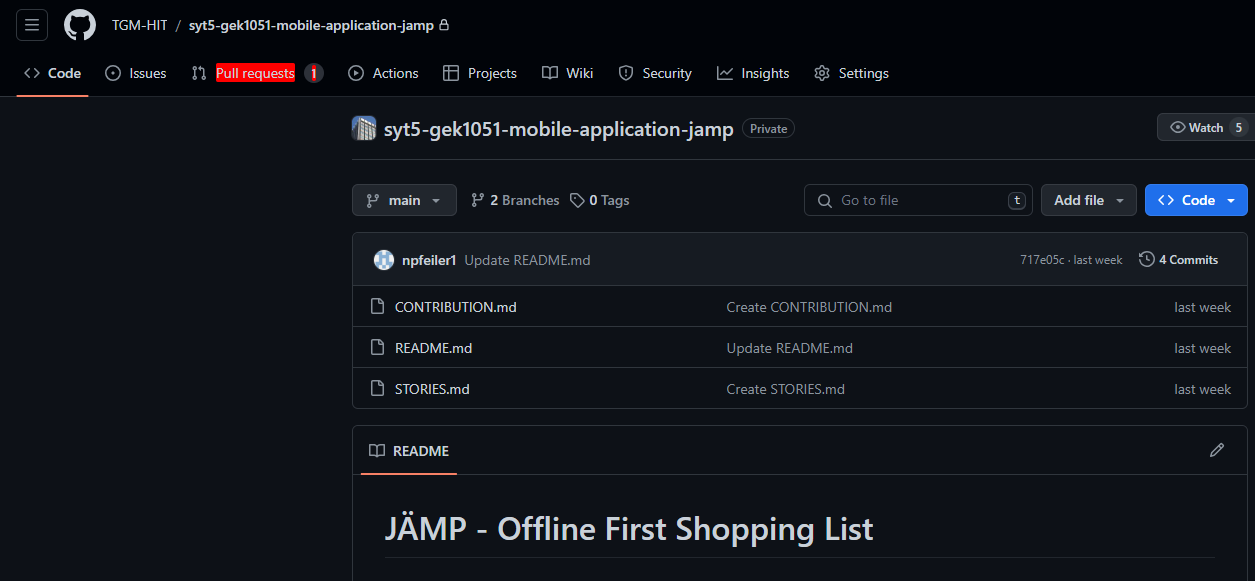 TGM-HIT / syt5-gek1051-mobile-application-jamp
Code Issues Pull requests 1 Actions Projects Wiki Security Insights Settings
syt5-gek1051-mobile-application-jamp Private
Watch 5
main 2 Branches 0 Tags Go to file t Add file Code
npfeiler1 Update README.md 717e05c · last week 4 Commits
CONTRIBUTION.md Create CONTRIBUTION.md last week
README.md Update README.md last week
STORIES.md Create STORIES.md last week
README
JÄMP - Offline First Shopping List